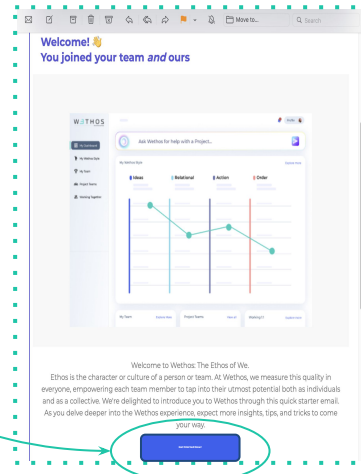 Move to...
Search
Welcome! 👋
You joined your team and ours
WETHOS
Ask Wethos for help with a Project...
My Dashboard
My Wethos Style
My Team
Project Teams
Working Together
My Wethos Style
Ideas
Relational
Action
Order
My Team
Project Teams
Welcome to Wethos: The Ethos of We.
Ethos is the character or culture of a person or team. At Wethos, we measure this quality in
everyone, empowering each team member to tap into their utmost potential both as individuals
and as a collective. We're delighted to introduce you to Wethos through this quick starter email.
As you delve deeper into the Wethos experience, expect more insights, tips, and tricks to come
your way.